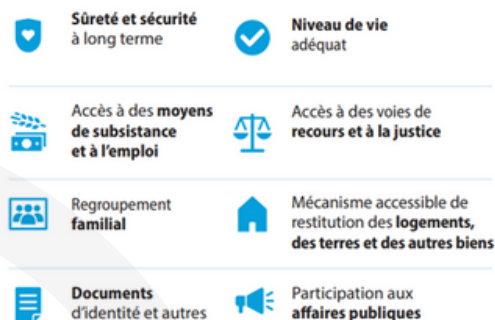 Sûreté et sécurité
à long terme
Niveau de vie
adéquat
Accès à des moyens
de subsistance
et à l'emploi
Accès à des voies de
recours et à la justice
Regroupement
familial
Mécanisme accessible de
restitution des logements,
des terres et des autres biens
Documents
d'identité et autres
Participation aux
affaires publiques